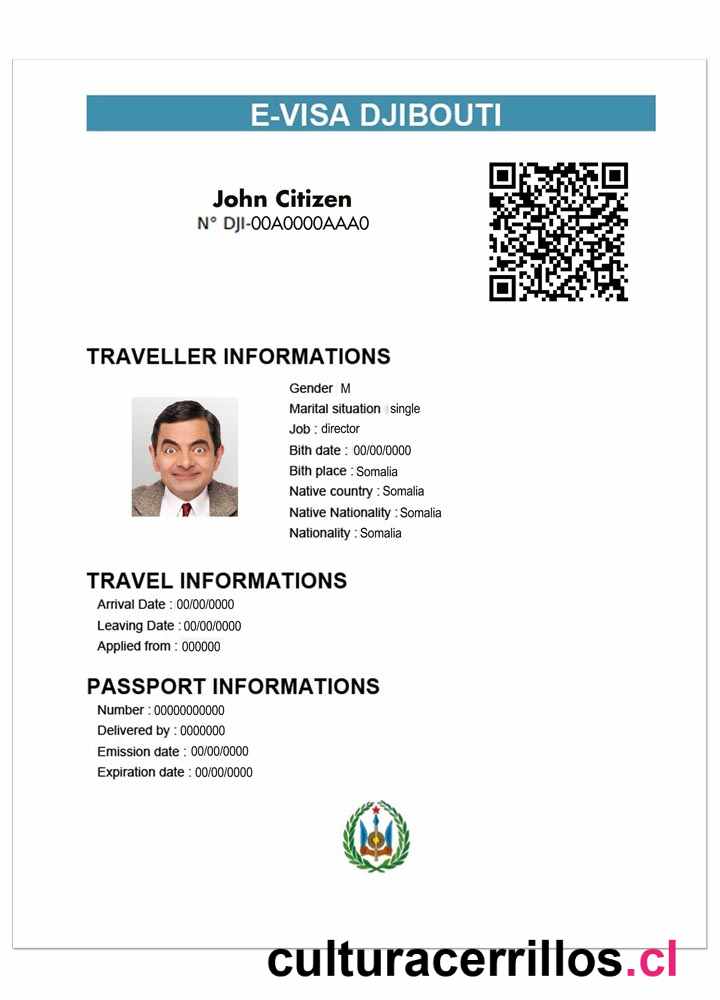 E-VISA DJIBOUTI
John Citizen
N° DJI-00A0000AAA0
TRAVELLER INFORMATIONS
Gender M
Marital situation single
Job : director
Bith date : 00/00/0000
Bith place : Somalia
Native country : Somalia
Native Nationality : Somalia
Nationality : Somalia
TRAVEL INFORMATIONS
Arrival Date : 00/00/0000
Leaving Date : 00/00/0000
Applied from : 000000
PASSPORT INFORMATIONS
Number : 00000000000
Delivered by : 0000000
Emission date : 00/00/0000
Expiration date : 00/00/0000
culturacerrillos.cl